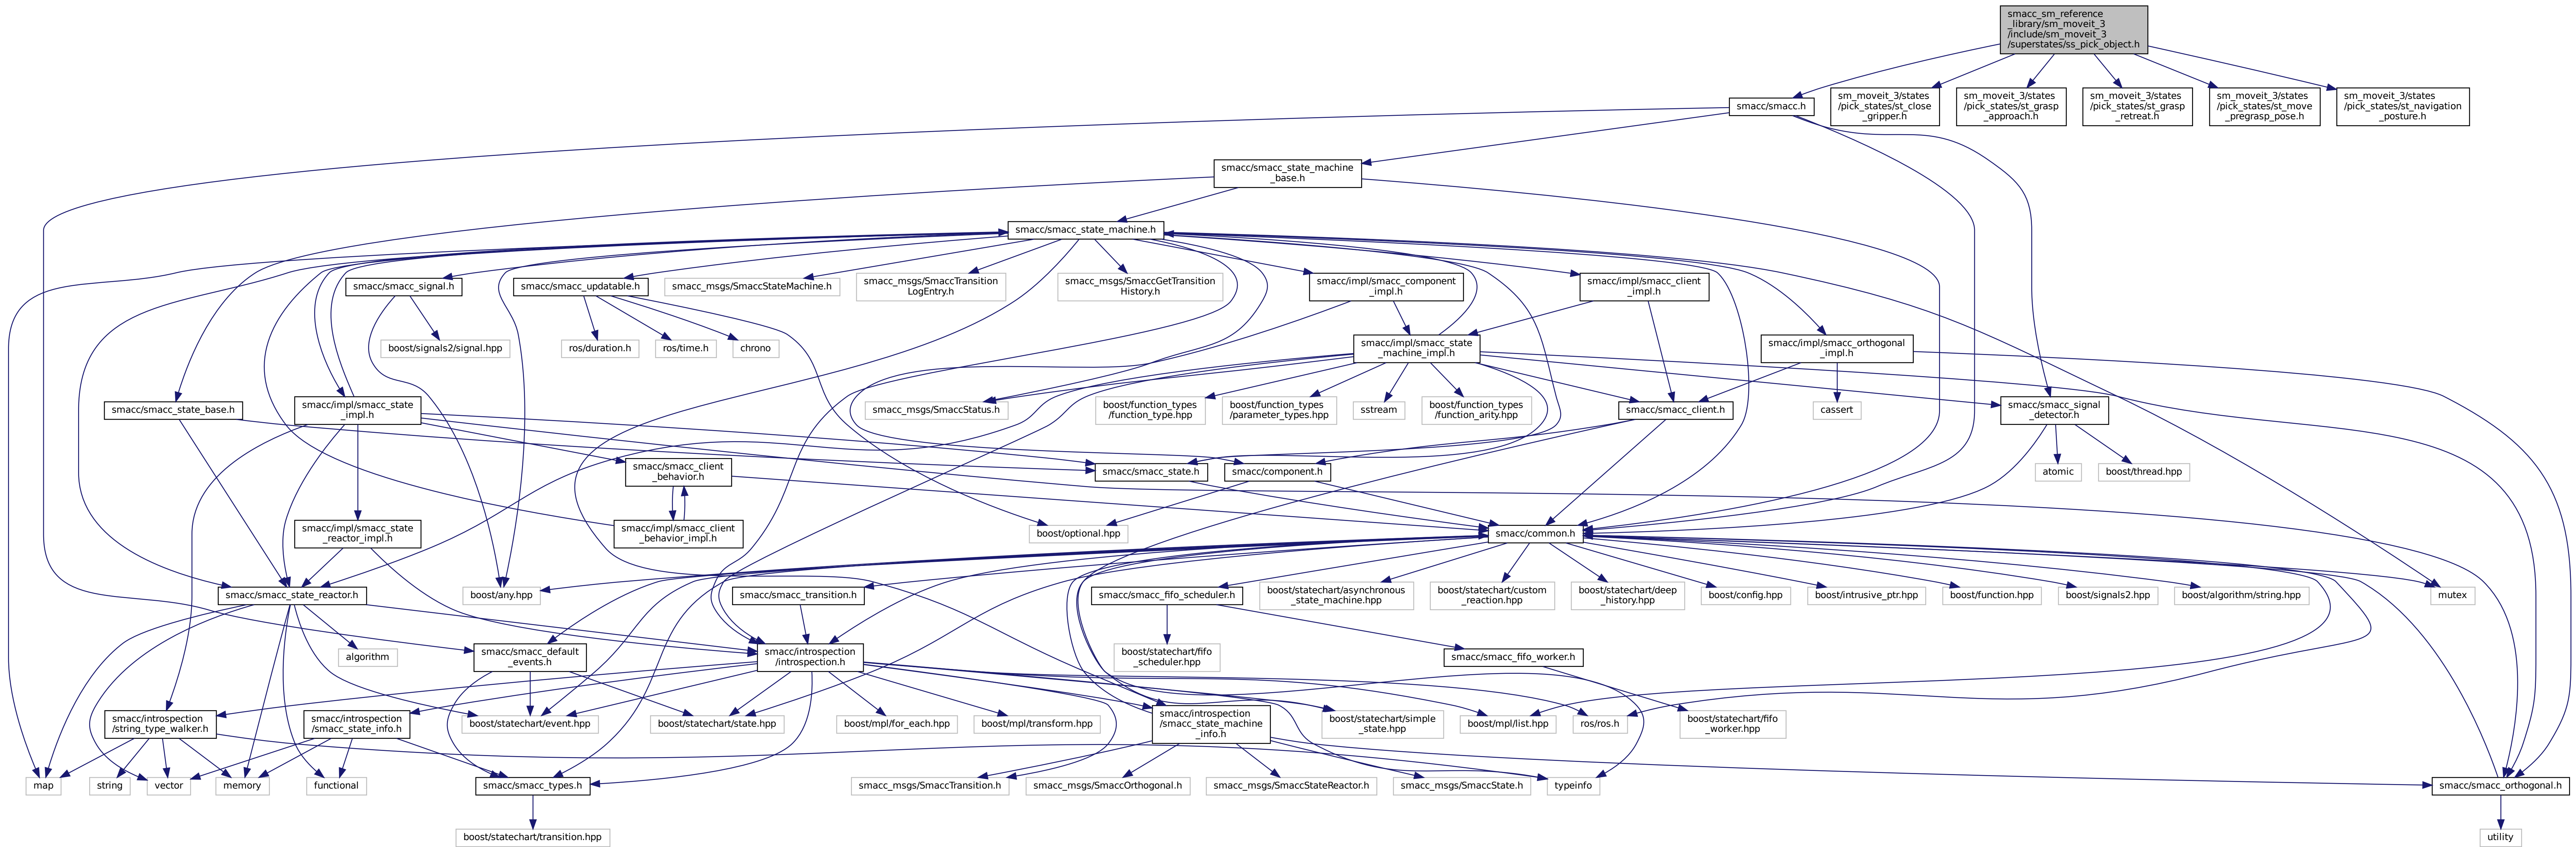 smacc_sm_reference
_library/sm_moveit_3
/include/sm_moveit_3
/superstates/ss_pick_object.h
smacc/smacc.h
sm_moveit_3/states
/pick_states/st_close
_gripper.h
sm_moveit_3/states
/pick_states/st_grasp
_approach.h
sm_moveit_3/states
/pick_states/st_grasp
_retreat.h
sm_moveit_3/states
/pick_states/st_move
_pregrasp_pose.h
sm_moveit_3/states
/pick_states/st_navigation
_posture.h
smacc/smacc_state_machine
_base.h
smacc/smacc_state_machine.h
smacc/smacc_signal.h
smacc/smacc_updatable.h
smacc_msgs/SmaccStateMachine.h
smacc_msgs/SmaccTransition
LogEntry.h
smacc_msgs/SmaccGetTransition
History.h
smacc/impl/smacc_component
_impl.h
smacc/impl/smacc_client
_impl.h
boost/signals2/signal.hpp
ros/duration.h
ros/time.h
chrono
smacc/impl/smacc_state
_machine_impl.h
smacc/impl/smacc_orthogonal
_impl.h
smacc/smacc_state_base.h
smacc/impl/smacc_state
_impl.h
smacc_msgs/SmaccStatus.h
boost/function_types
/function_type.hpp
boost/function_types
/parameter_types.hpp
sstream
boost/function_types
/function_arity.hpp
smacc/smacc_client.h
cassert
smacc/smacc_signal
_detector.h
smacc/smacc_client
_behavior.h
smacc/smacc_state.h
smacc/component.h
atomic
boost/thread.hpp
smacc/impl/smacc_state
_reactor_impl.h
smacc/impl/smacc_client
_behavior_impl.h
boost/optional.hpp
smacc/common.h
smacc/smacc_state_reactor.h
boost/any.hpp
smacc/smacc_transition.h
smacc/smacc_fifo_scheduler.h
boost/statechart/asynchronous
_state_machine.hpp
boost/statechart/custom
_reaction.hpp
boost/statechart/deep
_history.hpp
boost/config.hpp
boost/intrusive_ptr.hpp
boost/function.hpp
boost/signals2.hpp
boost/algorithm/string.hpp
mutex
algorithm
smacc/smacc_default
_events.h
smacc/introspection
/introspection.h
boost/statechart/fifo
_scheduler.hpp
smacc/smacc_fifo_worker.h
smacc/introspection
/string_type_walker.h
smacc/introspection
/smacc_state_info.h
boost/statechart/event.hpp
boost/statechart/state.hpp
boost/mpl/for_each.hpp
boost/mpl/transform.hpp
smacc/introspection
/smacc_state_machine
_info.h
boost/statechart/simple
_state.hpp
boost/mpl/list.hpp
ros/ros.h
boost/statechart/fifo
_worker.hpp
map
string
vector
memory
functional
smacc/smacc_types.h
smacc_msgs/SmaccTransition.h
smacc_msgs/SmaccOrthogonal.h
smacc_msgs/SmaccStateReactor.h
smacc_msgs/SmaccState.h
typeinfo
smacc/smacc_orthogonal.h
boost/statechart/transition.hpp
utility